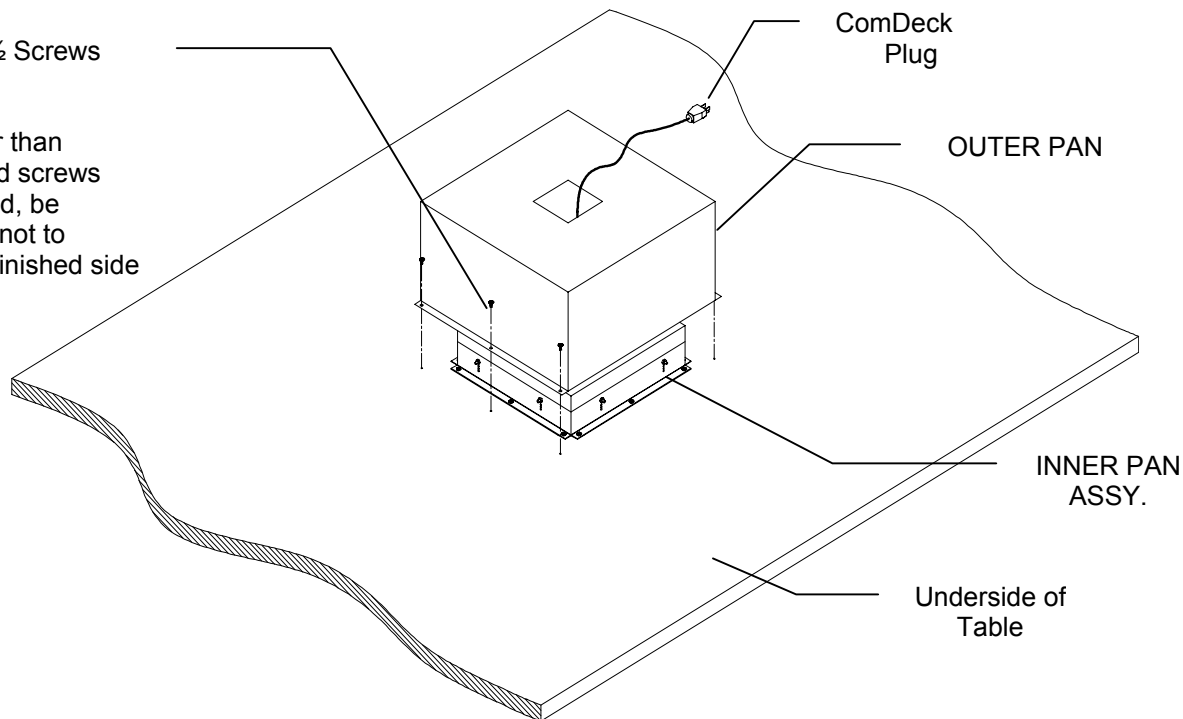 ½ Screws
r than
d screws
d, be
not to
finished side
ComDeck
Plug
OUTER PAN
INNER PAN
ASSY.
Underside of
Table